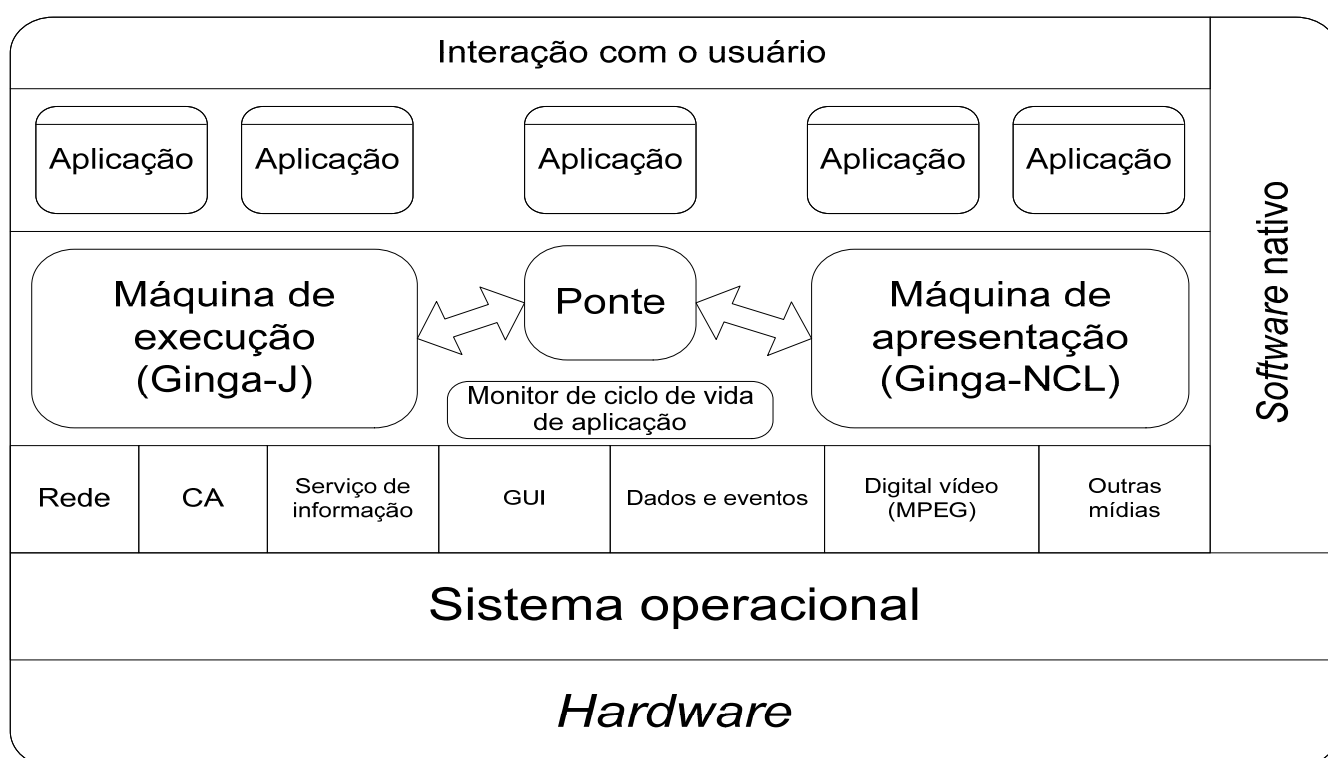 Interação com o usuário
Aplicação
Aplicação
Aplicação
Aplicação
Aplicação
Software nativo
Máquina de
execução
(Ginga-J)
Ponte
Máquina de
apresentação
(Ginga-NCL)
Monitor de ciclo de vida
de aplicação
Rede
CA
Serviço de
informação
GUI
Dados e eventos
Digital vídeo
(MPEG)
Outras
mídias
Sistema operacional
Hardware